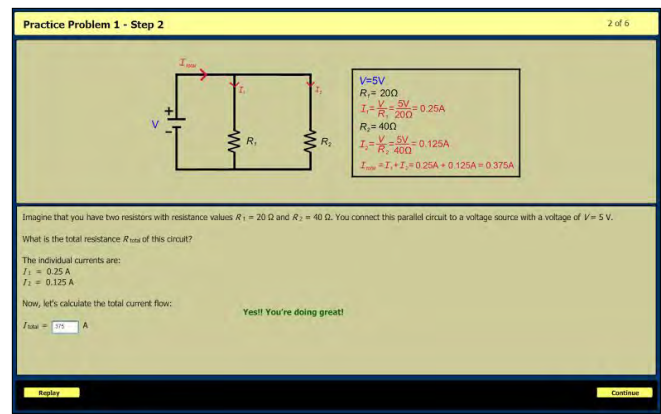 Practice Problem 1 - Step 2
2 of 6
I total
I₁
I₂
+
V
-
R₁
R₂
V=5V
R₁= 20Ω
I₁= V/R₁ = 5V/20Ω = 0.25A
R₂= 40Ω
I₂= V/R₂ = 5V/40Ω = 0.125A
I total = I₁+I₂= 0.25A + 0.125A = 0.375A
Imagine that you have two resistors with resistance values R₁ = 20 Ω and R₂ = 40 Ω. You connect this parallel circuit to a voltage source with a voltage of V = 5 V.
What is the total resistance R total of this circuit?
The individual currents are:
I₁ = 0.25 A
I₂ = 0.125 A
Now, let's calculate the total current flow:
Yes!! You're doing great!
I total = .375 A
Replay
Continue